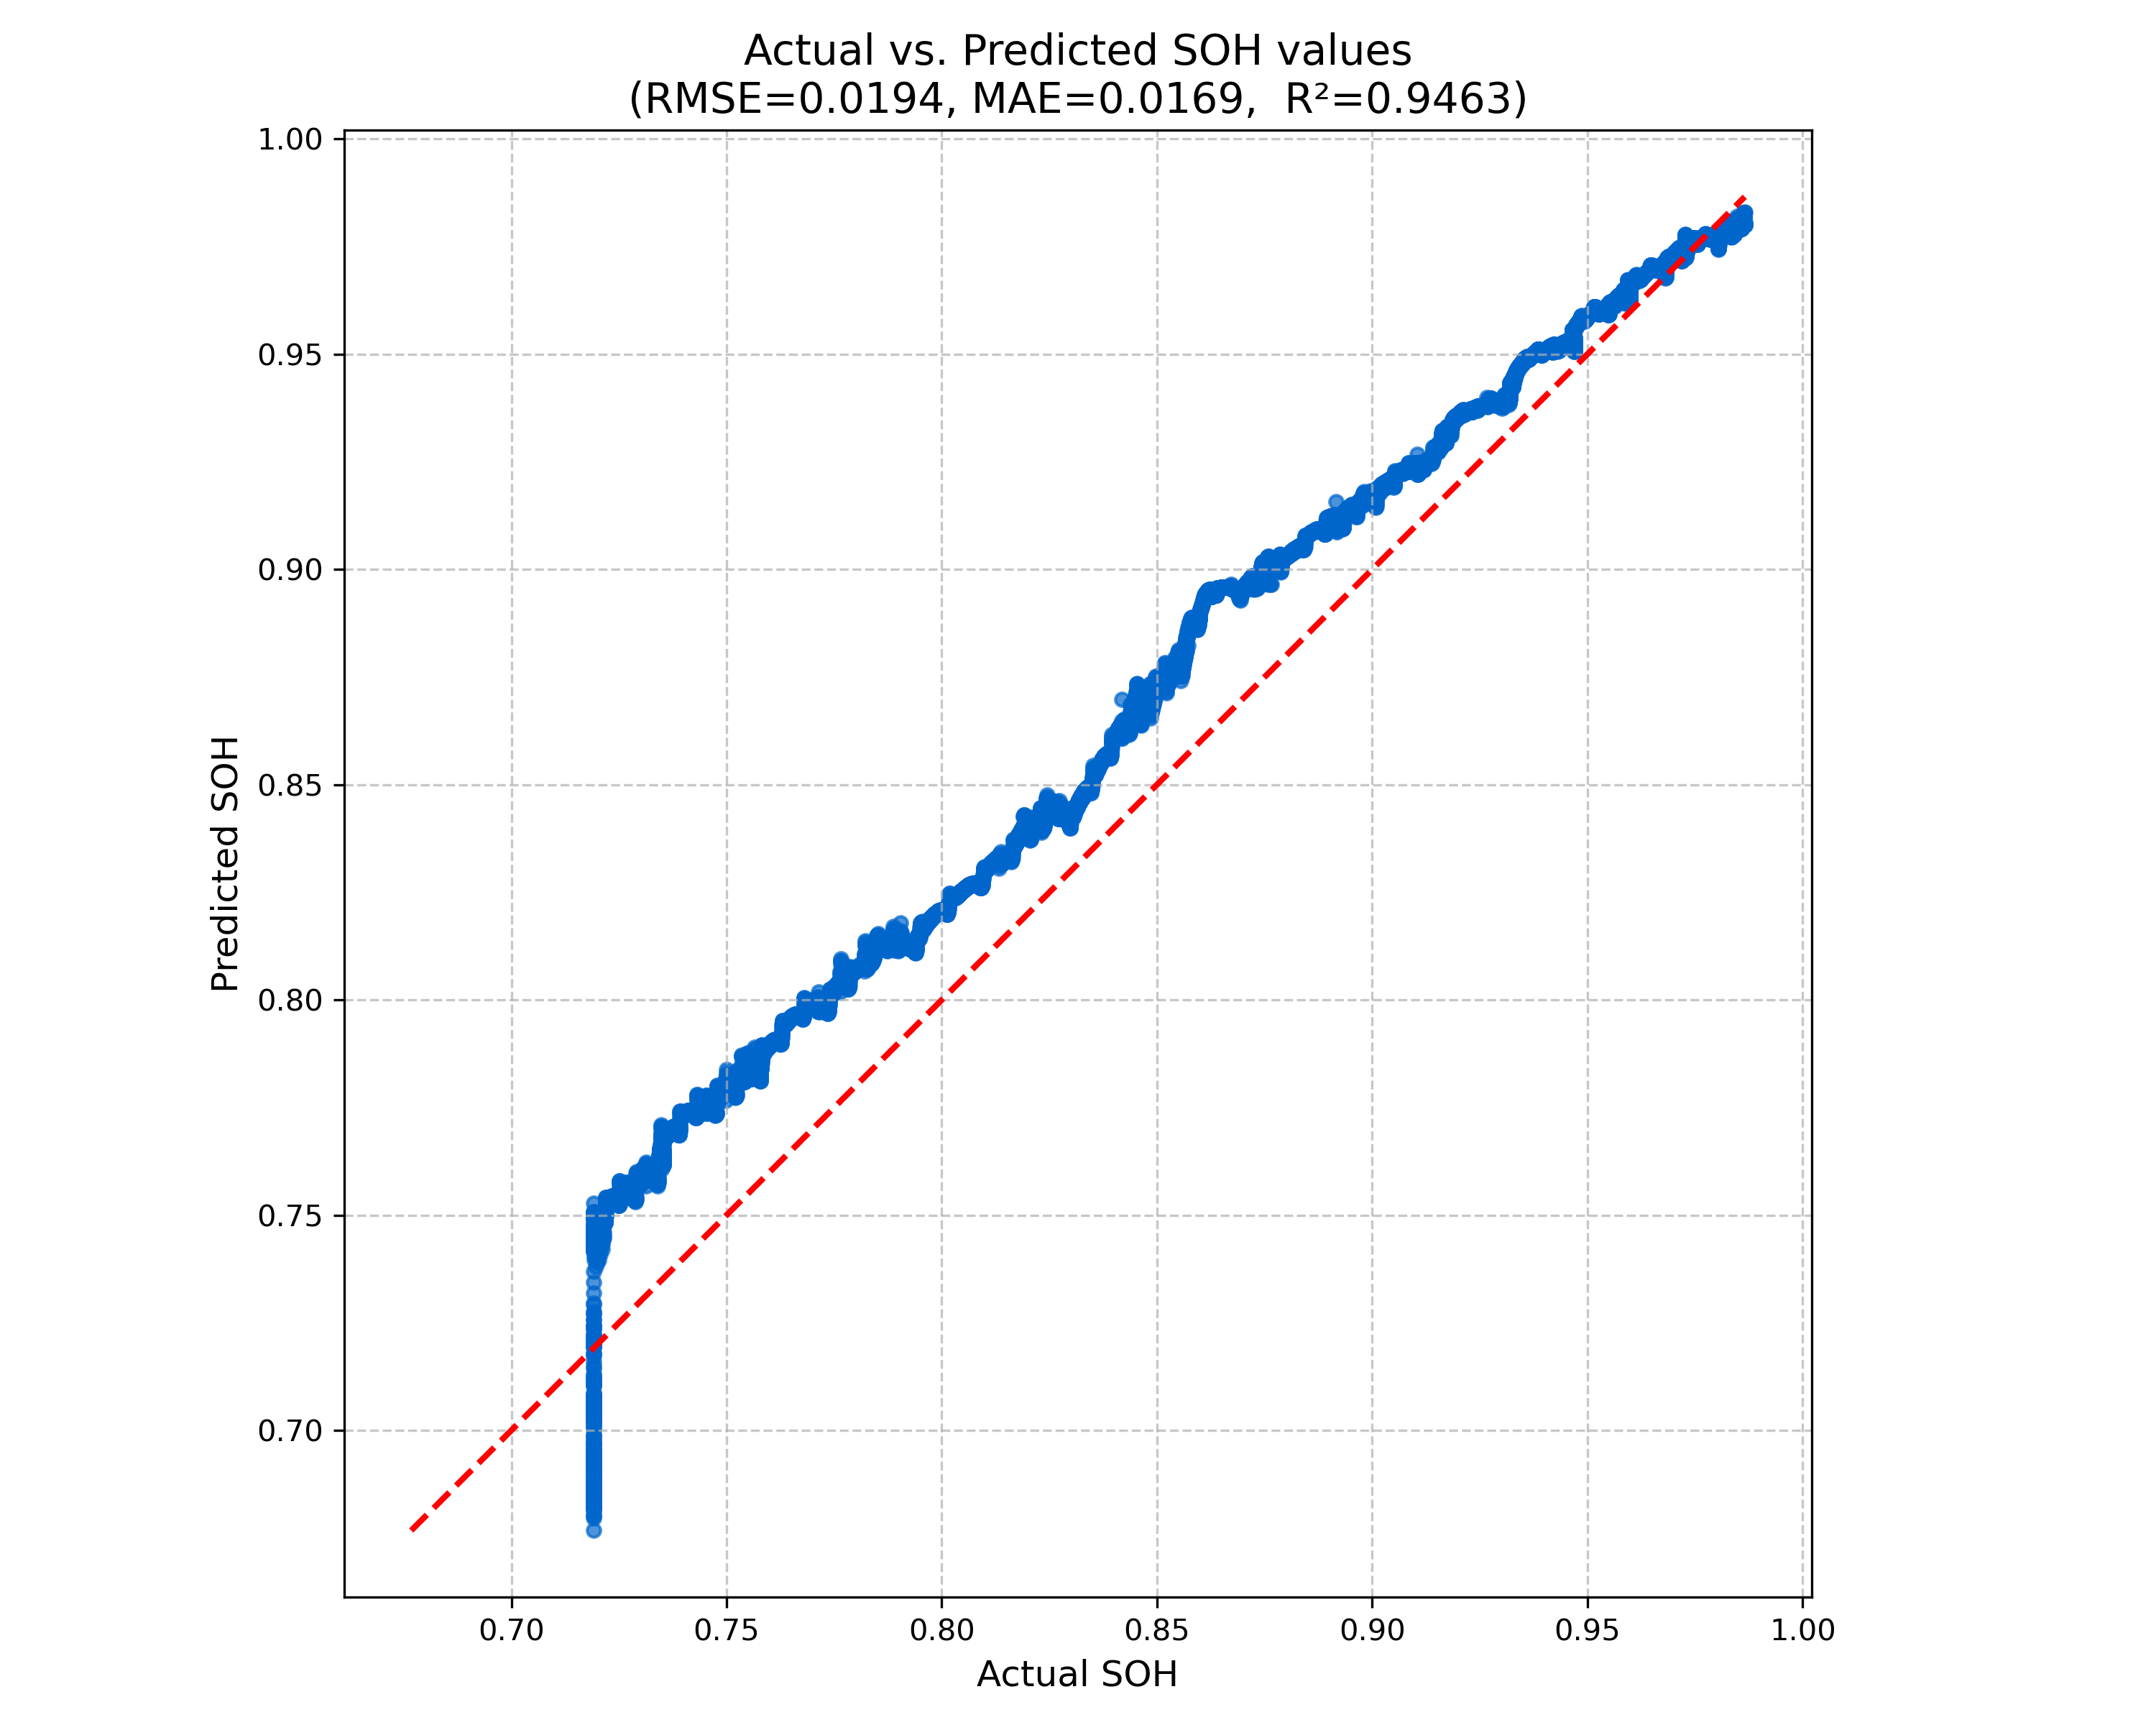 Actual vs. Predicted SOH values
(RMSE=0.0194, MAE=0.0169,  R²=0.9463)
1.00
0.95
0.90
0.85
0.80
0.75
0.70
Predicted SOH
0.70 0.75 0.80 0.85 0.90 0.95 1.00
Actual SOH